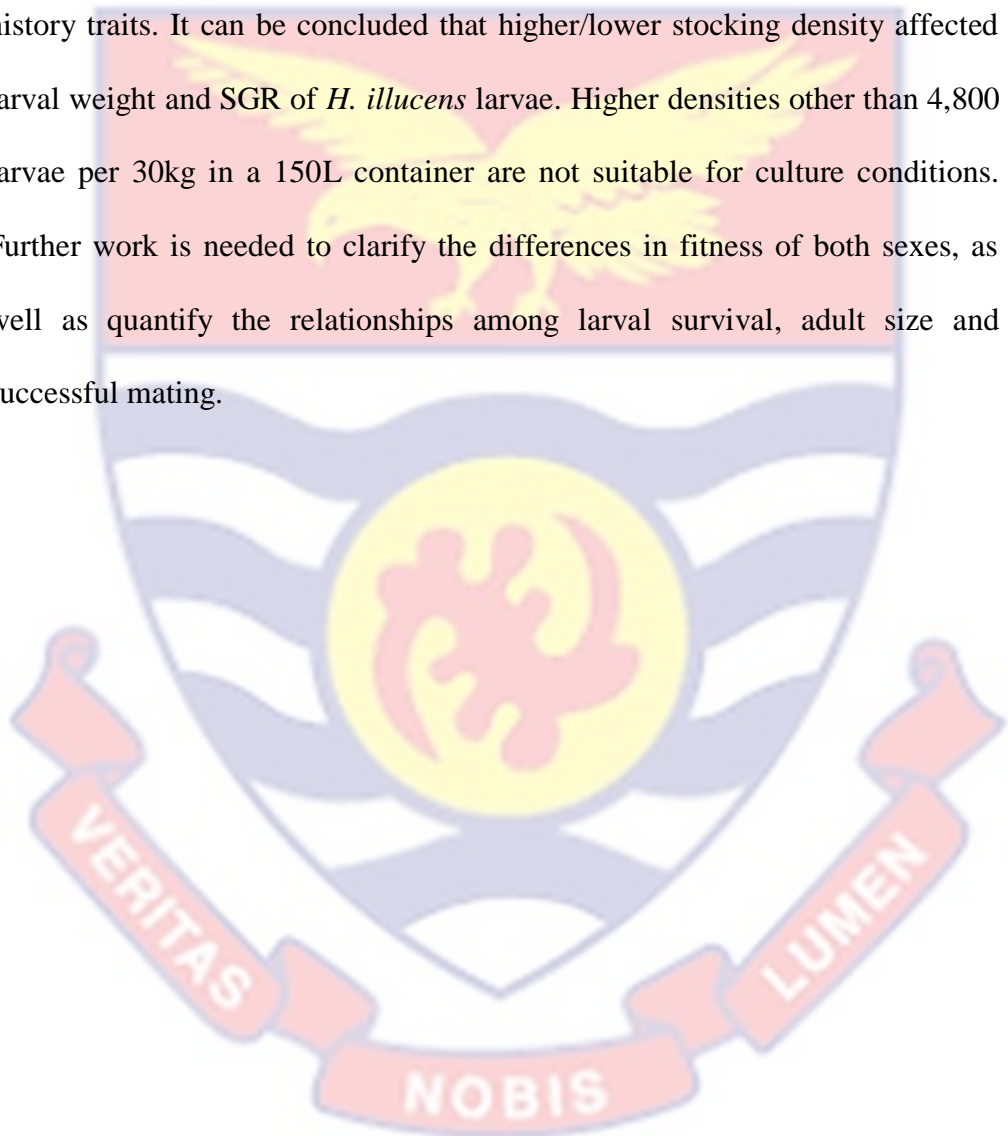 history traits. It can be concluded that higher/lower stocking density affected
larval weight and SGR of H. illucens larvae. Higher densities other than 4,800
larvae per 30kg in a 150L container are not suitable for culture conditions.
Further work is needed to clarify the differences in fitness of both sexes, as
well as quantify the relationships among larval survival, adult size and
successful mating.
VERITAS
NOBIS
LUMEN